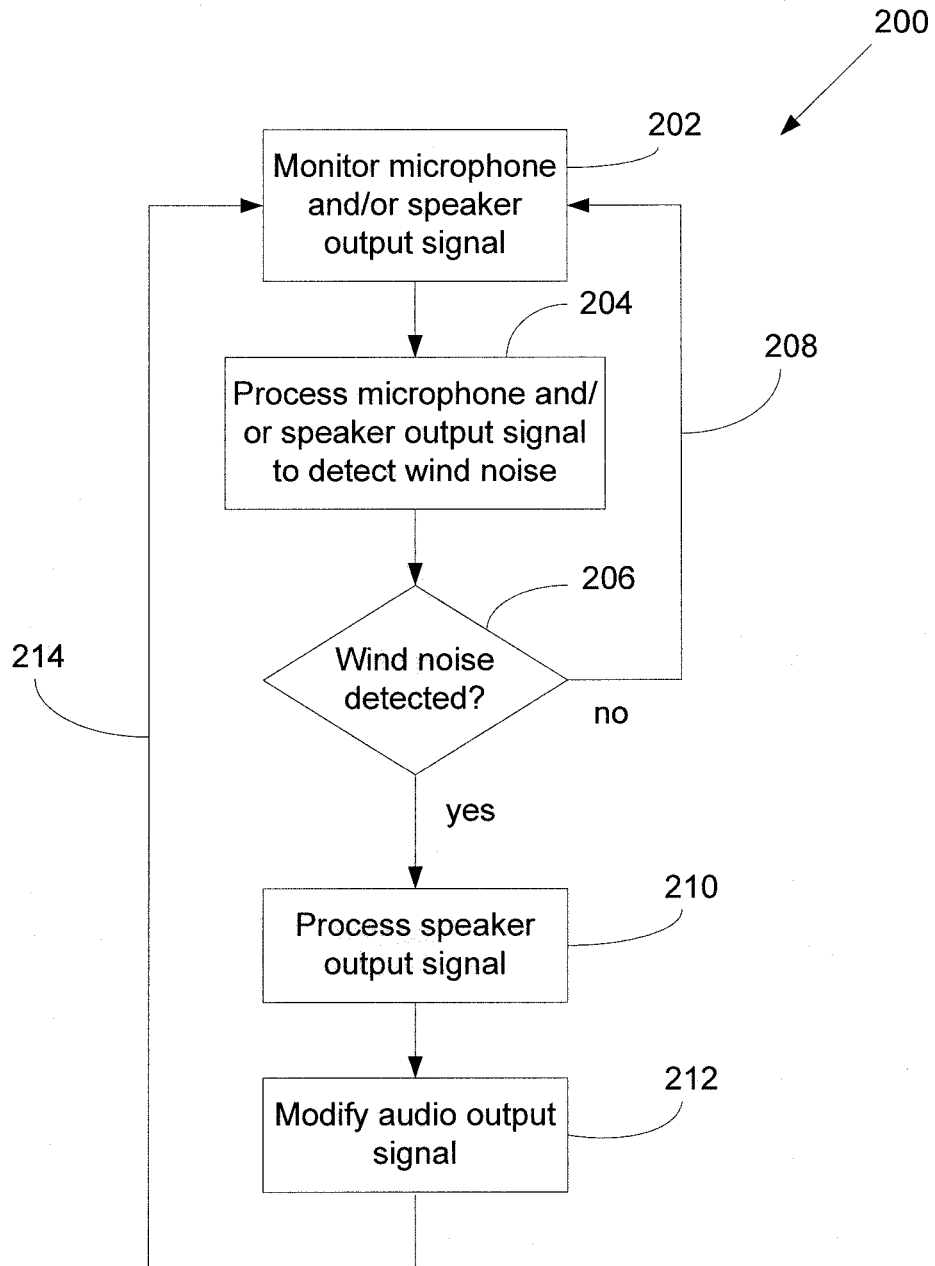 200
202
Monitor microphone
and/or speaker
output signal
204
208
Process microphone and/
or speaker output signal
to detect wind noise
206
214
Wind noise
detected?
no
yes
210
Process speaker
output signal
212
Modify audio output
signal